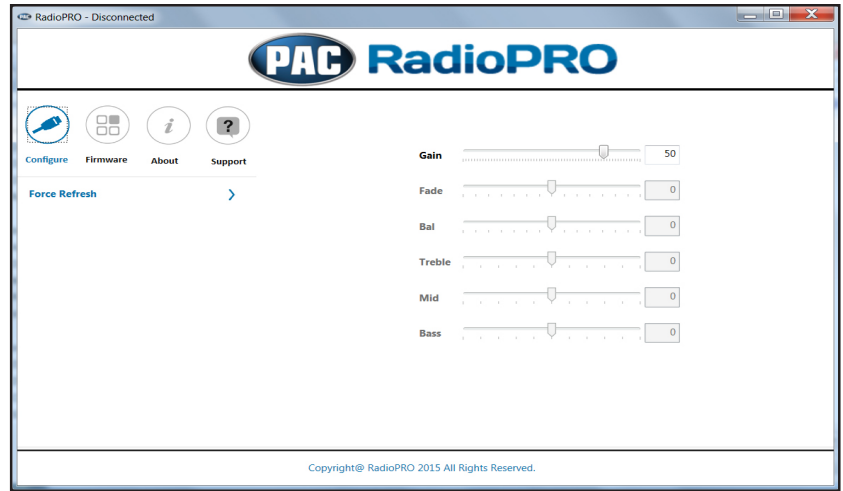 RadioPRO - Disconnected
PAC RadioPRO
Configure Firmware About Support
Force Refresh
Gain 50
Fade 0
Bal 0
Treble 0
Mid 0
Bass 0
Copyright@ RadioPRO 2015 All Rights Reserved.